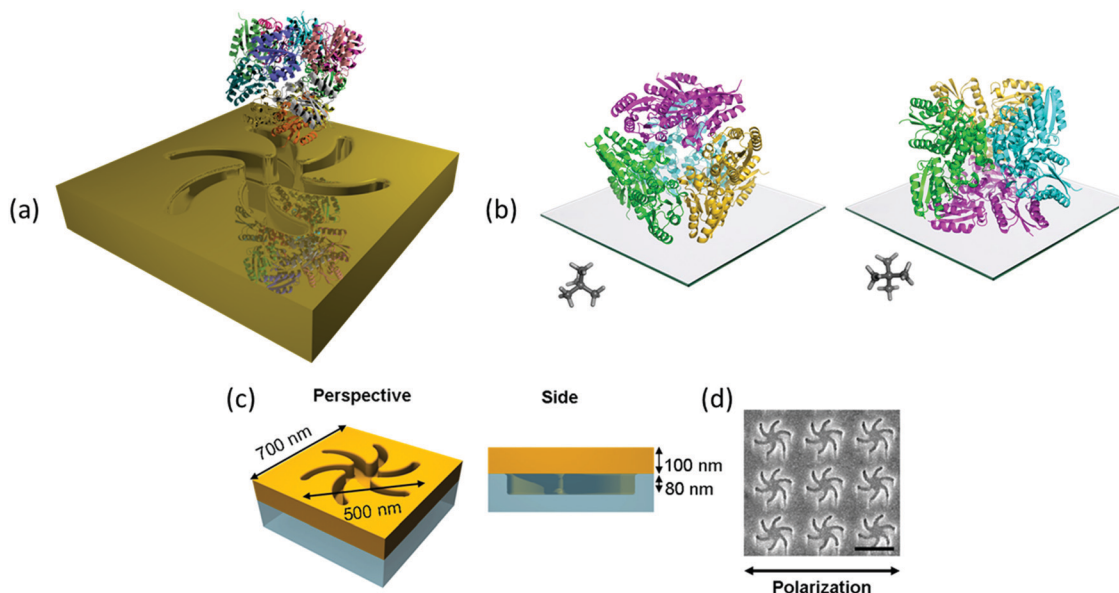 (a)
(b)
(c)
Perspective
Side
(d)
700 nm
500 nm
100 nm
80 nm
Polarization